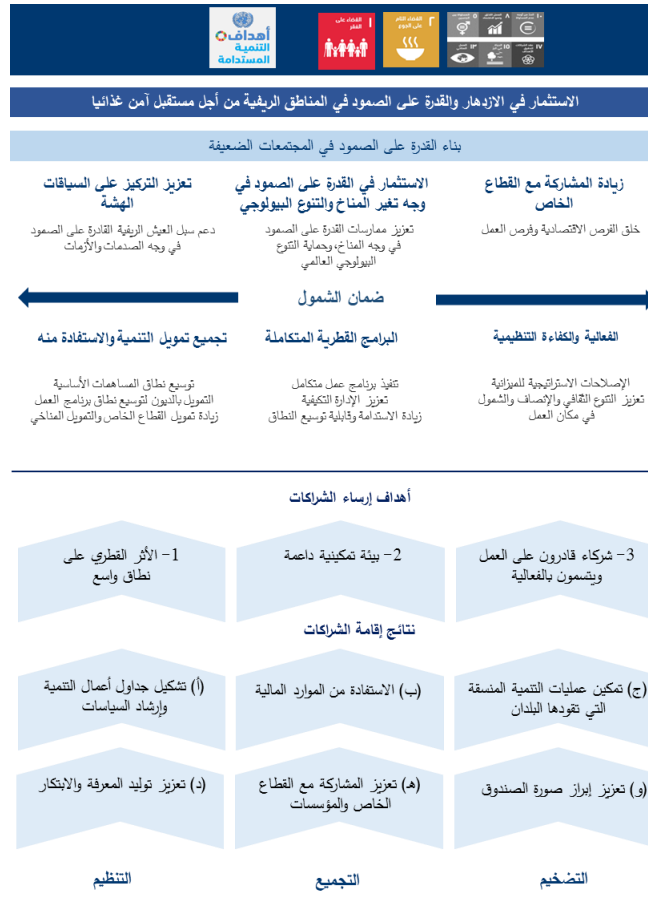 أهداف
التنمية
المستدامة
١ القضاء على
الفقر
٢ القضاء التام
على الجوع
٥
٨
١٠
١٣
١٥
١٧
الاستثمار في الازدهار والقدرة على الصمود في المناطق الريفية من أجل مستقبل آمن غذائيا
بناء القدرة على الصمود في المجتمعات الضعيفة
زيادة المشاركة مع القطاع
الخاص
خلق الفرص الاقتصادية وفرص العمل
الاستثمار في القدرة على الصمود في
وجه تغير المناخ والتنوع البيولوجي
تعزيز ممارسات القدرة على الصمود
في وجه المناخ، وحماية التنوع
البيولوجي العالمي
تعزيز التركيز على السياقات
الهشة
دعم سبل العيش الريفية القادرة على الصمود
في وجه الصدمات والأزمات
ضمان الشمول
الفعالية والكفاءة التنظيمية
الإصلاحات الاستراتيجية للميزانية
تعزيز التنوع الثقافي والإنصاف والشمول
في مكان العمل
البرامج القطرية المتكاملة
تنفيذ برنامج عمل متكامل
تعزيز الإدارة التكيفية
زيادة الاستدامة وقابلية توسيع النطاق
تجميع تمويل التنمية والاستفادة منه
توسيع نطاق المساهمات الأساسية
التمويل بالديون لتوسيع نطاق برنامج العمل
زيادة تمويل القطاع الخاص والتمويل المناخي
أهداف إرساء الشراكات
3- شركاء قادرون على العمل
ويتسمون بالفعالية
2- بيئة تمكينية داعمة
1- الأثر القطري على
نطاق واسع
نتائج إقامة الشراكات
(ج) تمكين عمليات التنمية المنسقة
التي تقودها البلدان
(ب) الاستفادة من الموارد المالية
(أ) تشكيل جداول أعمال التنمية
وإرشاد السياسات
(و) تعزيز إبراز صورة الصندوق
(هـ) تعزيز المشاركة مع القطاع
الخاص والمؤسسات
(د) تعزيز توليد المعرفة والابتكار
التضخيم
التجميع
التنظيم